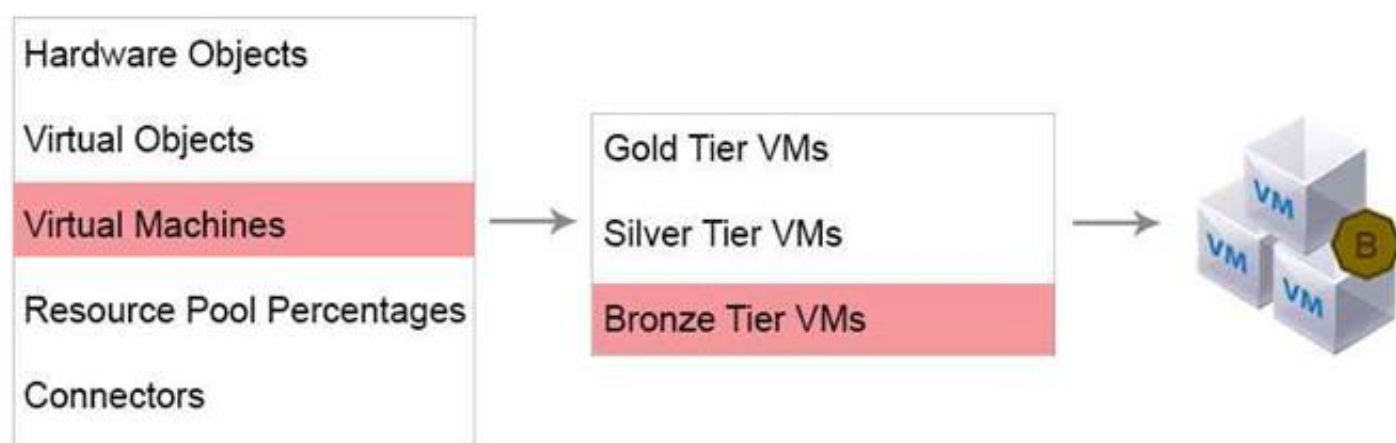 Hardware Objects
Virtual Objects
Virtual Machines
Resource Pool Percentages
Connectors
Gold Tier VMs
Silver Tier VMs
Bronze Tier VMs
VM
VM
VM
B